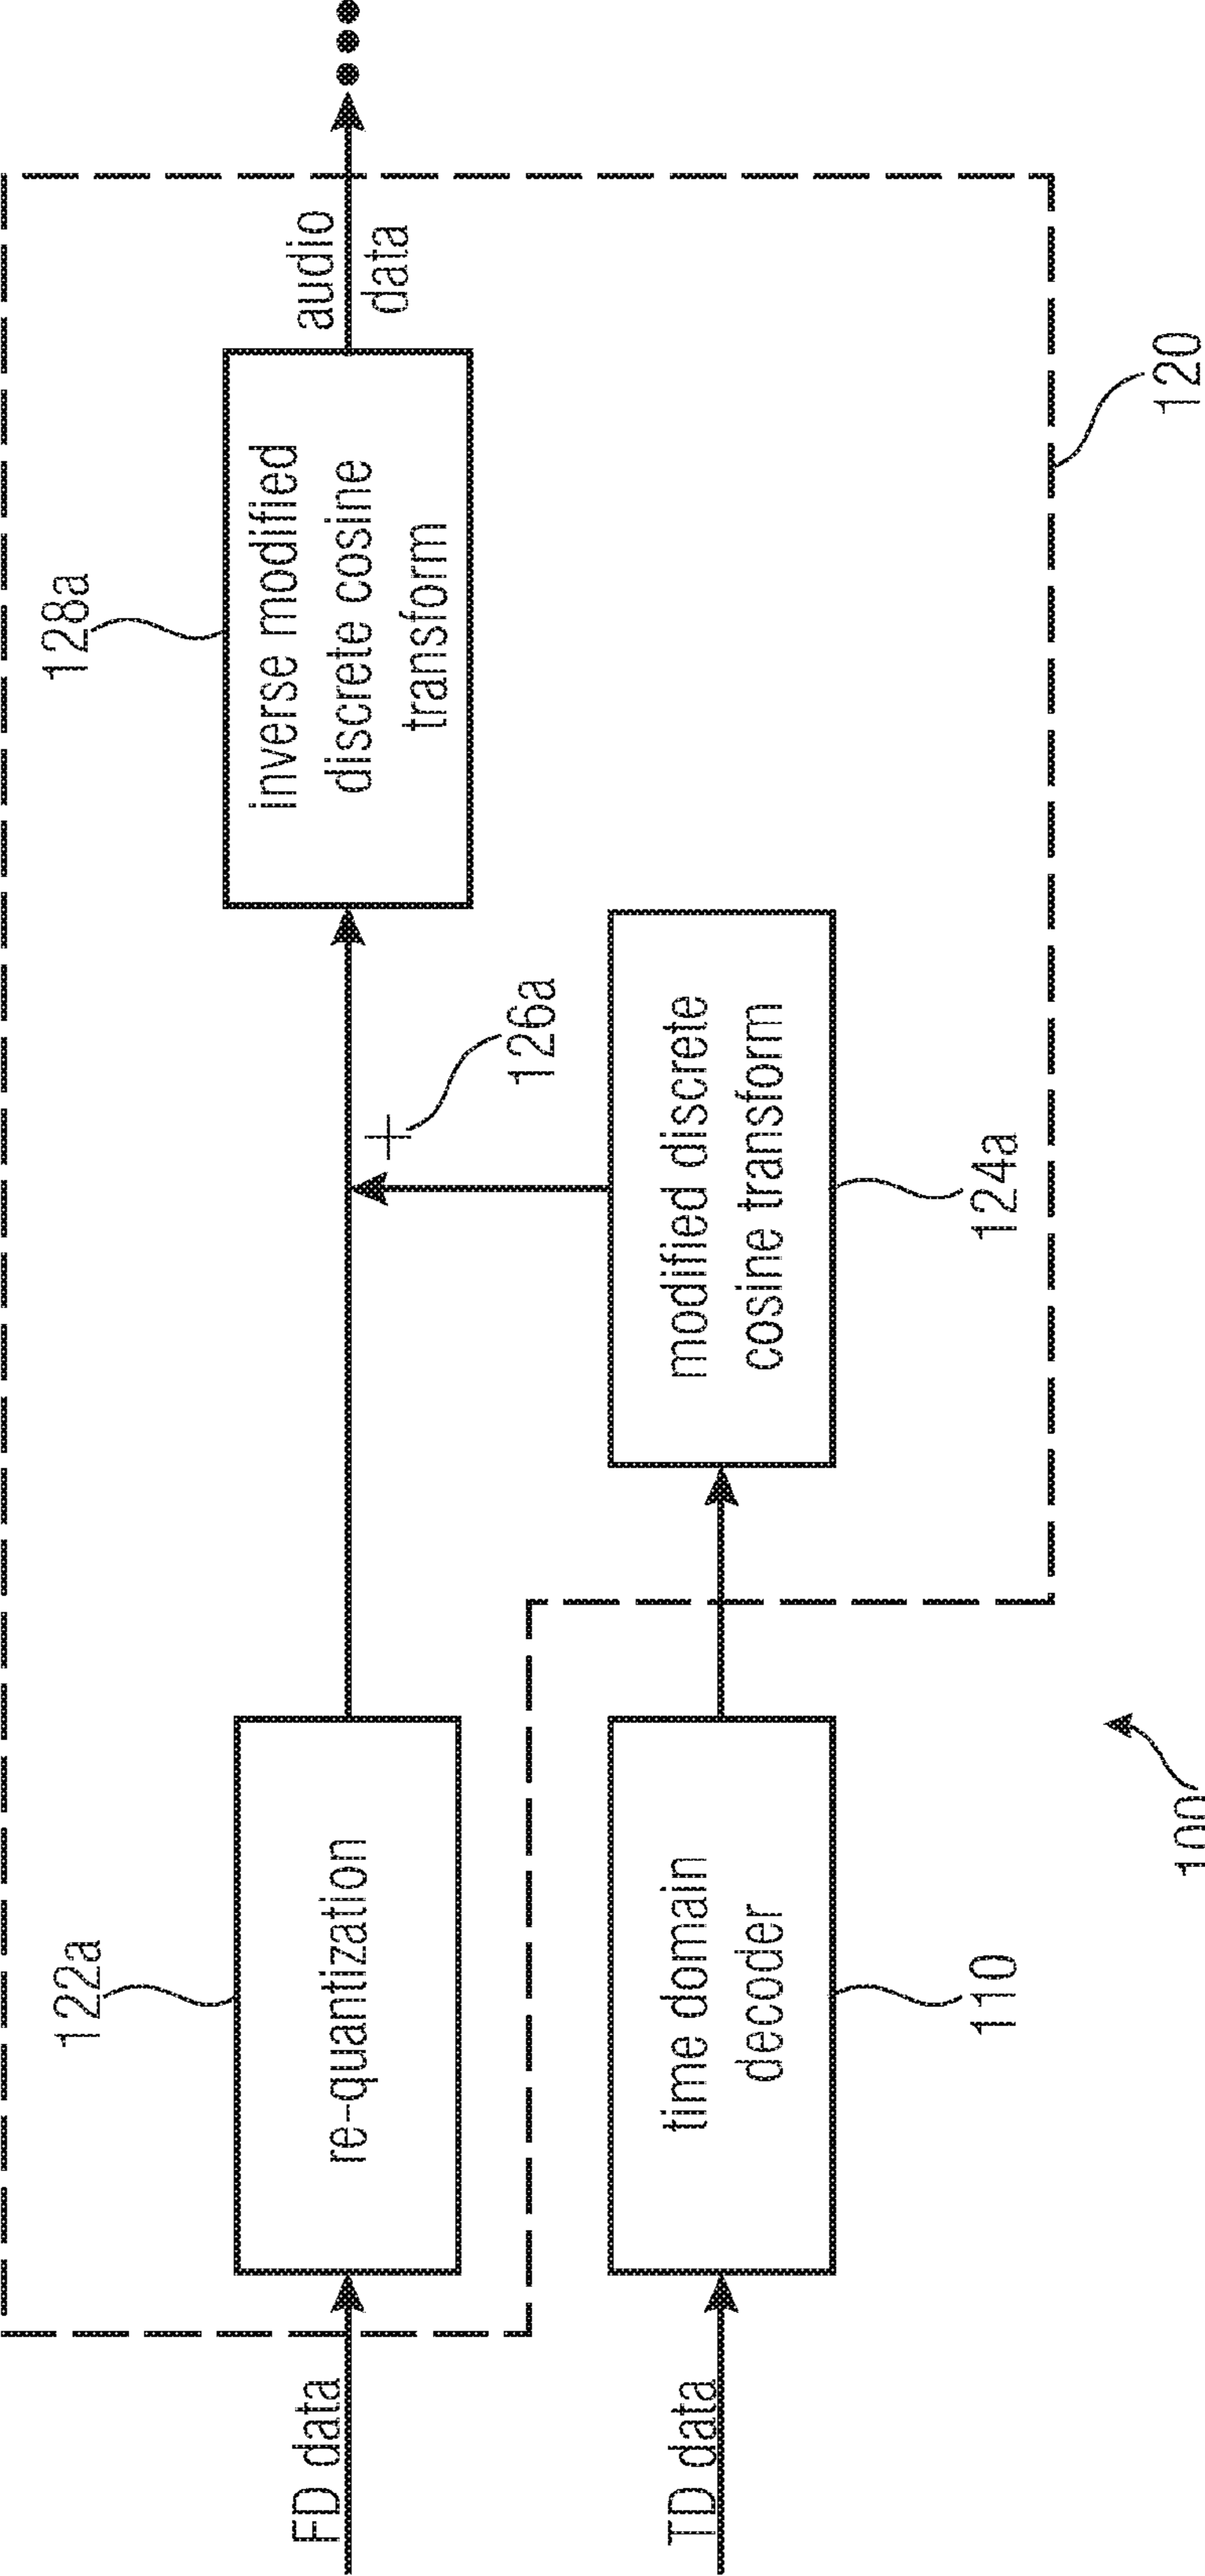 FD data
122a
re-quantization
126a
128a
inverse modified
discrete cosine
transform
audio
data
TD data
time domain
decoder
110
modified discrete
cosine transform
124a
120
100